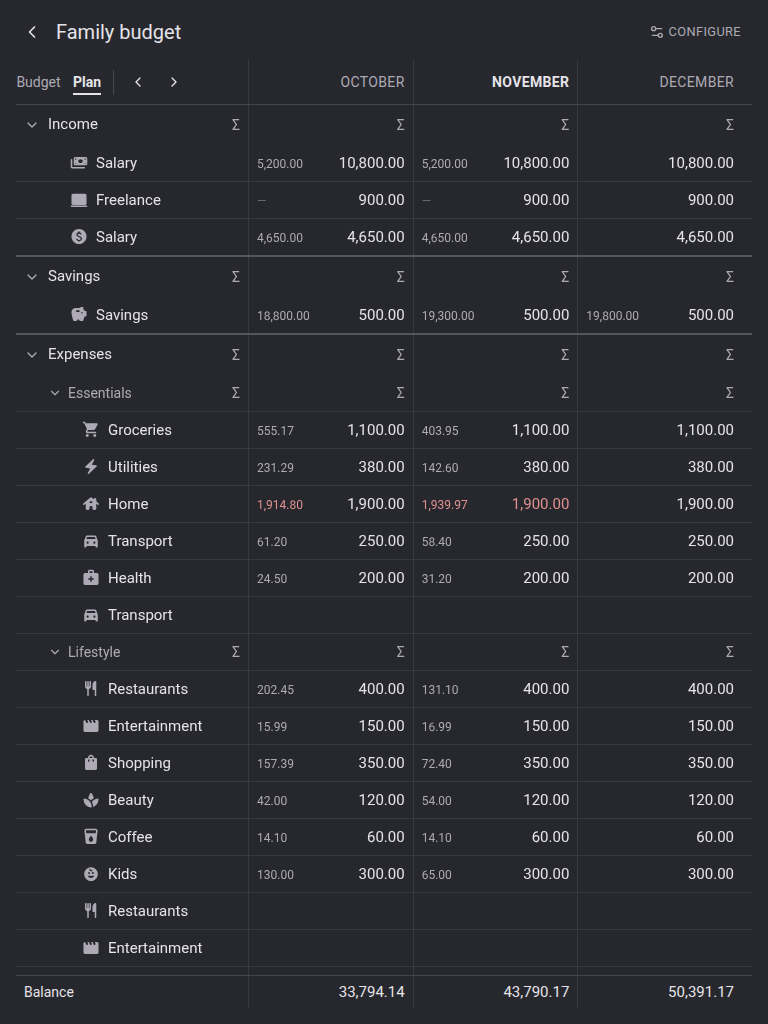 Family budget CONFIGURE
Budget Plan OCTOBER NOVEMBER DECEMBER
Income Σ Σ Σ Σ
Salary 5,200.00 10,800.00 5,200.00 10,800.00 10,800.00
Freelance – 900.00 – 900.00 900.00
Salary 4,650.00 4,650.00 4,650.00 4,650.00 4,650.00
Savings Σ Σ Σ Σ
Savings 18,800.00 500.00 19,300.00 500.00 19,800.00 500.00
Expenses Σ Σ Σ Σ
Essentials Σ Σ Σ Σ
Groceries 555.17 1,100.00 403.95 1,100.00 1,100.00
Utilities 231.29 380.00 142.60 380.00 380.00
Home 1,914.80 1,900.00 1,939.97 1,900.00 1,900.00
Transport 61.20 250.00 58.40 250.00 250.00
Health 24.50 200.00 31.20 200.00 200.00
Transport
Lifestyle Σ Σ Σ Σ
Restaurants 202.45 400.00 131.10 400.00 400.00
Entertainment 15.99 150.00 16.99 150.00 150.00
Shopping 157.39 350.00 72.40 350.00 350.00
Beauty 42.00 120.00 54.00 120.00 120.00
Coffee 14.10 60.00 14.10 60.00 60.00
Kids 130.00 300.00 65.00 300.00 300.00
Restaurants
Entertainment
Balance 33,794.14 43,790.17 50,391.17